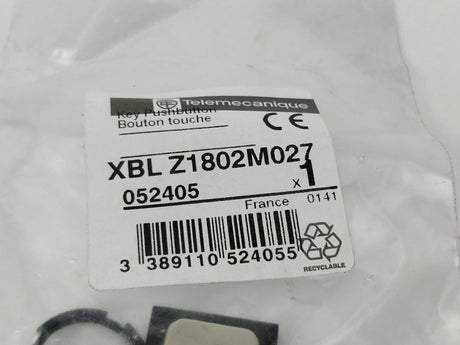 Telemecanique
Key Pushbutton
Bouton touche
CE
XBL Z1802M027
052405 x 1
France 0141
3 389110 524055
RECYCLABLE